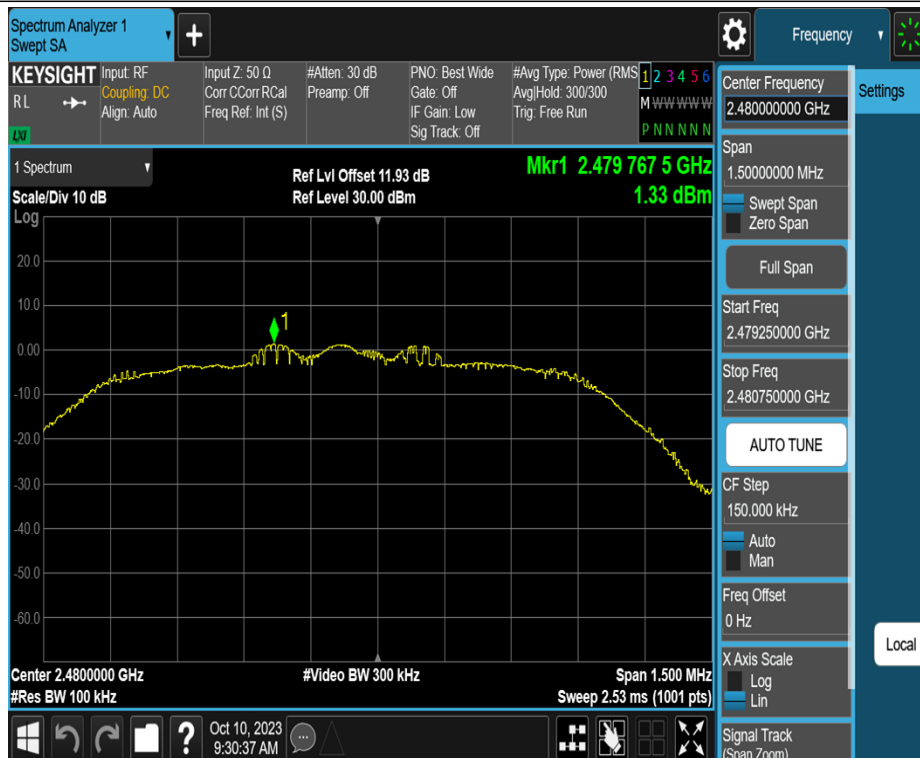 Spectrum Analyzer 1
Swept SA
+
Frequency
KEYSIGHT
RL
LXI
Input: RF
Coupling: DC
Align: Auto
Input Z: 50 Ω
Corr CCorr RCal
Freq Ref: Int (S)
#Atten: 30 dB
Preamp: Off
PNO: Best Wide
Gate: Off
IF Gain: Low
Sig Track: Off
#Avg Type: Power (RMS
Avg|Hold: 300/300
Trig: Free Run
1 2 3 4 5 6
M W W W W W
P N N N N N
1 Spectrum
Scale/Div 10 dB
Log
Ref Lvl Offset 11.93 dB
Ref Level 30.00 dBm
Mkr1 2.479 767 5 GHz
1.33 dBm
20.0
10.0
0.00
-10.0
-20.0
-30.0
-40.0
-50.0
-60.0
1
Center 2.4800000 GHz
#Res BW 100 kHz
#Video BW 300 kHz
Span 1.500 MHz
Sweep 2.53 ms (1001 pts)
Center Frequency
2.480000000 GHz
Span
1.50000000 MHz
Swept Span
Zero Span
Full Span
Start Freq
2.479250000 GHz
Stop Freq
2.480750000 GHz
AUTO TUNE
CF Step
150.000 kHz
Auto
Man
Freq Offset
0 Hz
X Axis Scale
Log
Lin
Signal Track
(Span Zoom)
Settings
Local
?
Oct 10, 2023
9:30:37 AM